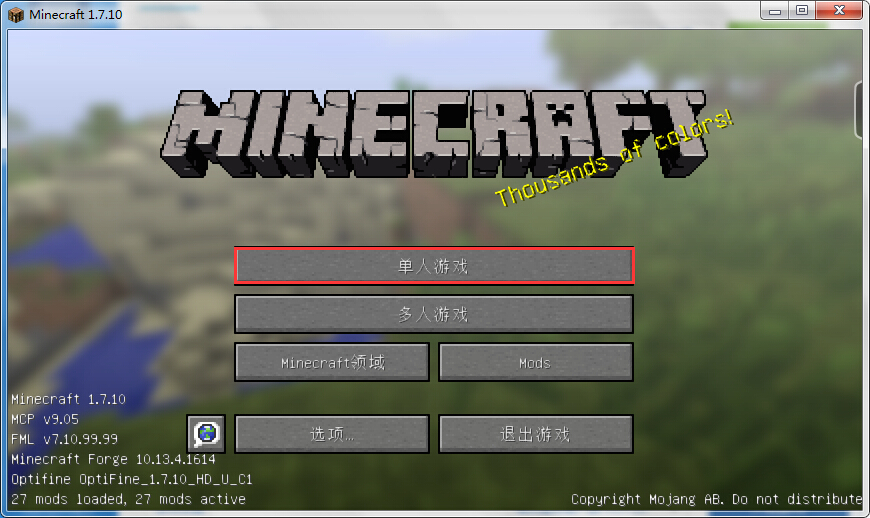 Minecraft 1.7.10
MINECRAFT
Thousands of colors!
单人游戏
多人游戏
Minecraft领域
Mods
选项...
退出游戏
Minecraft 1.7.10
MCP v9.05
FML v7.10.99.99
Minecraft Forge 10.13.4.1614
Optifine OptiFine_1.7.10_HD_U_C1
27 mods loaded, 27 mods active
Copyright Mojang AB. Do not distribute